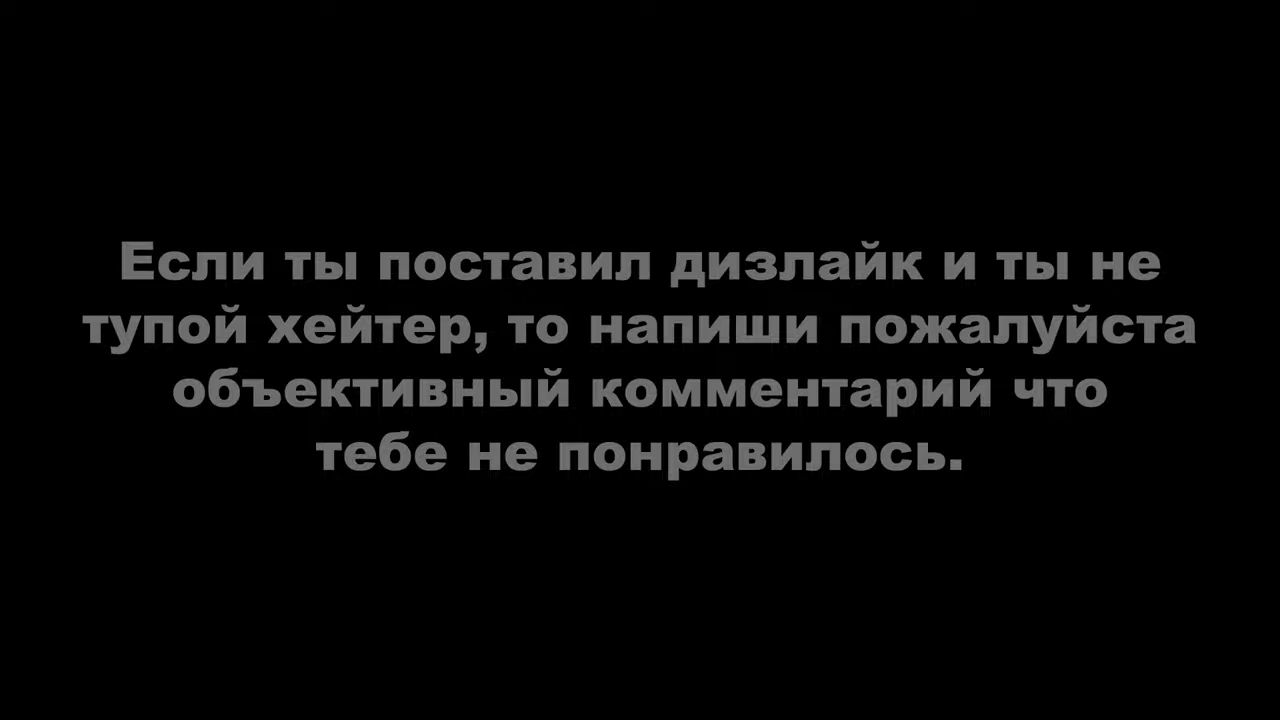 Если ты поставил дизлайк и ты не
тупой хейтер, то напиши пожалуйста
объективный комментарий что
тебе не понравилось.